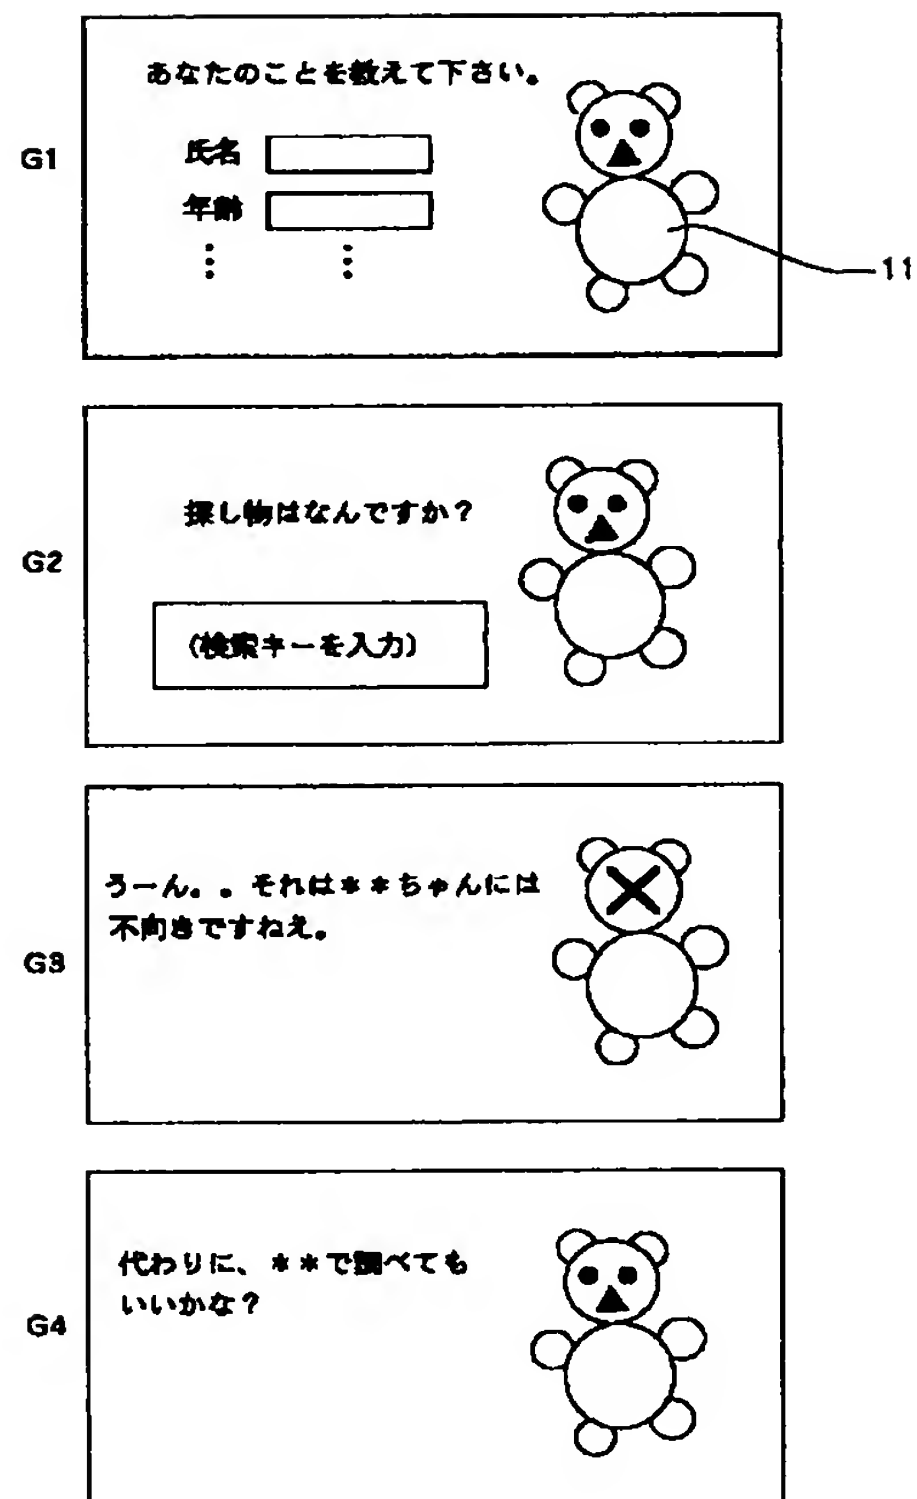 あなたのことを教えて下さい。
G1
氏名
年齢
11
探し物はなんですか？
G2
(検索キーを入力)
うーん。。それは＊＊ちゃんには
不向きですねえ。
G3
代わりに、＊＊で調べても
いいかな？
G4